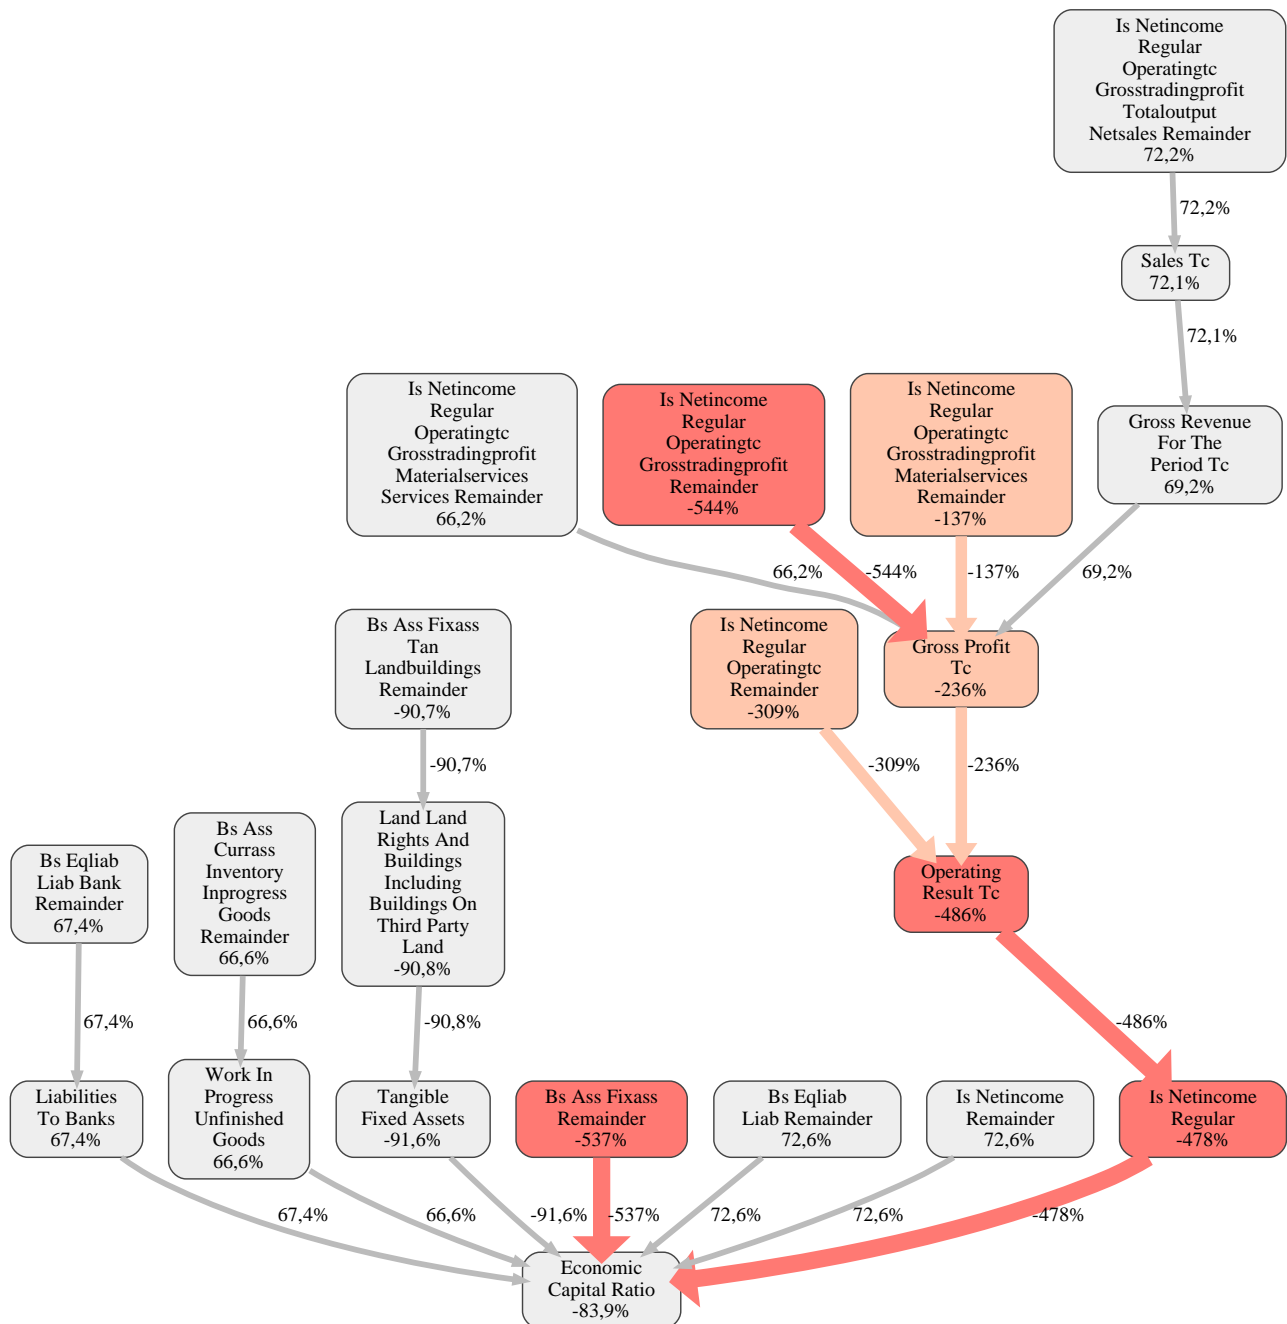 Is Netincome
Regular
Operatingtc
Grosstradingprofit
Totaloutput
Netsales Remainder
72,2%
72,2%
Sales Tc
72,1%
72,1%
Is Netincome
Regular
Operatingtc
Grosstradingprofit
Materialservices
Services Remainder
66,2%
Is Netincome
Regular
Operatingtc
Grosstradingprofit
Remainder
-544%
Is Netincome
Regular
Operatingtc
Grosstradingprofit
Materialservices
Remainder
-137%
Gross Revenue
For The
Period Tc
69,2%
66,2%
-544%
-137%
69,2%
Bs Ass Fixass
Tan
Landbuildings
Remainder
-90,7%
Is Netincome
Regular
Operatingtc
Remainder
-309%
Gross Profit
Tc
-236%
-90,7%
-309%
-236%
Bs Eqliab
Liab Bank
Remainder
67,4%
Bs Ass
Currass
Inventory
Inprogress
Goods
Remainder
66,6%
Land Land
Rights And
Buildings
Including
Buildings On
Third Party
Land
-90,8%
Operating
Result Tc
-486%
67,4%
66,6%
-90,8%
-486%
Liabilities
To Banks
67,4%
Work In
Progress
Unfinished
Goods
66,6%
Tangible
Fixed Assets
-91,6%
Bs Ass Fixass
Remainder
-537%
Bs Eqliab
Liab Remainder
72,6%
Is Netincome
Remainder
72,6%
Is Netincome
Regular
-478%
67,4%
66,6%
-91,6%
-537%
72,6%
72,6%
-478%
Economic
Capital Ratio
-83,9%